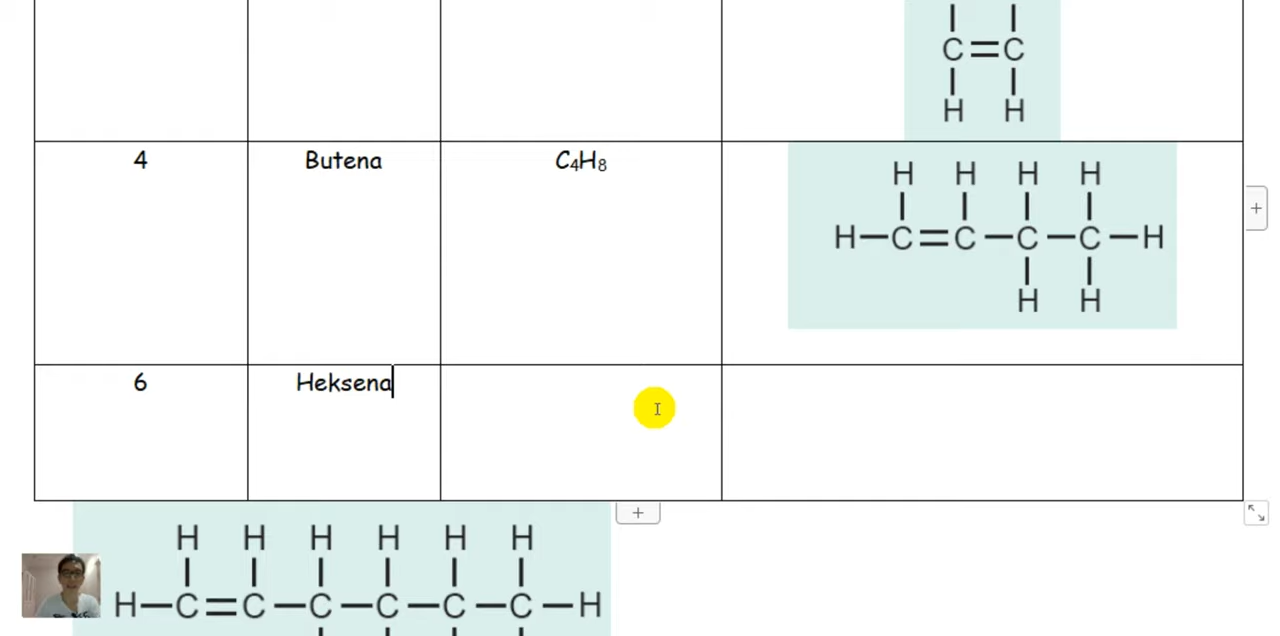 C=C
H H
4 Butena C₄H₈
H H H H
H–C=C–C–C–H
H H
6 Heksena
H H H H H H
H–C=C–C–C–C–C–H